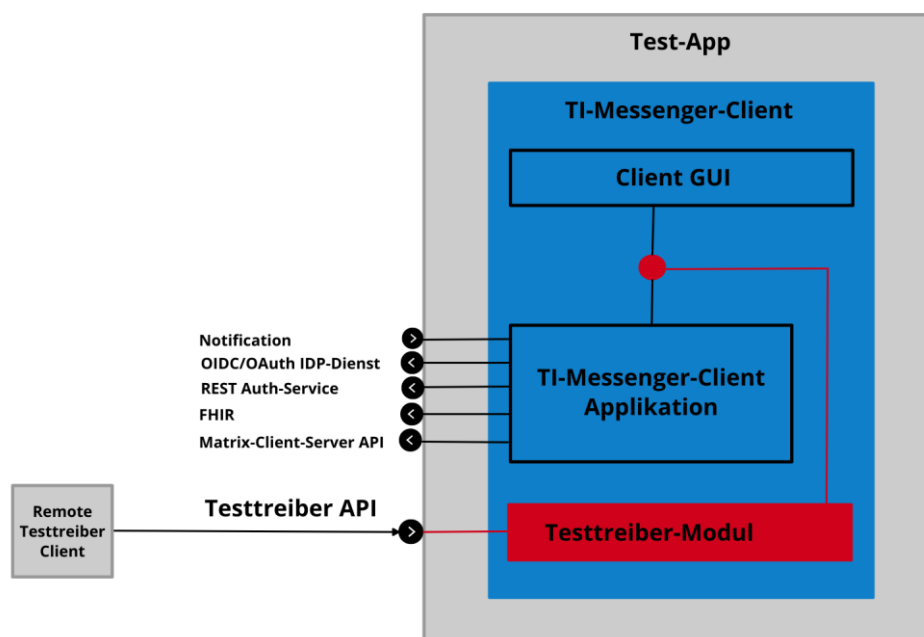 Test-App
TI-Messenger-Client
Client GUI
Notification
OIDC/OAuth IDP-Dienst
REST Auth-Service
FHIR
Matrix-Client-Server API
TI-Messenger-Client
Applikation
Remote
Testtreiber
Client
Testtreiber API
Testtreiber-Modul